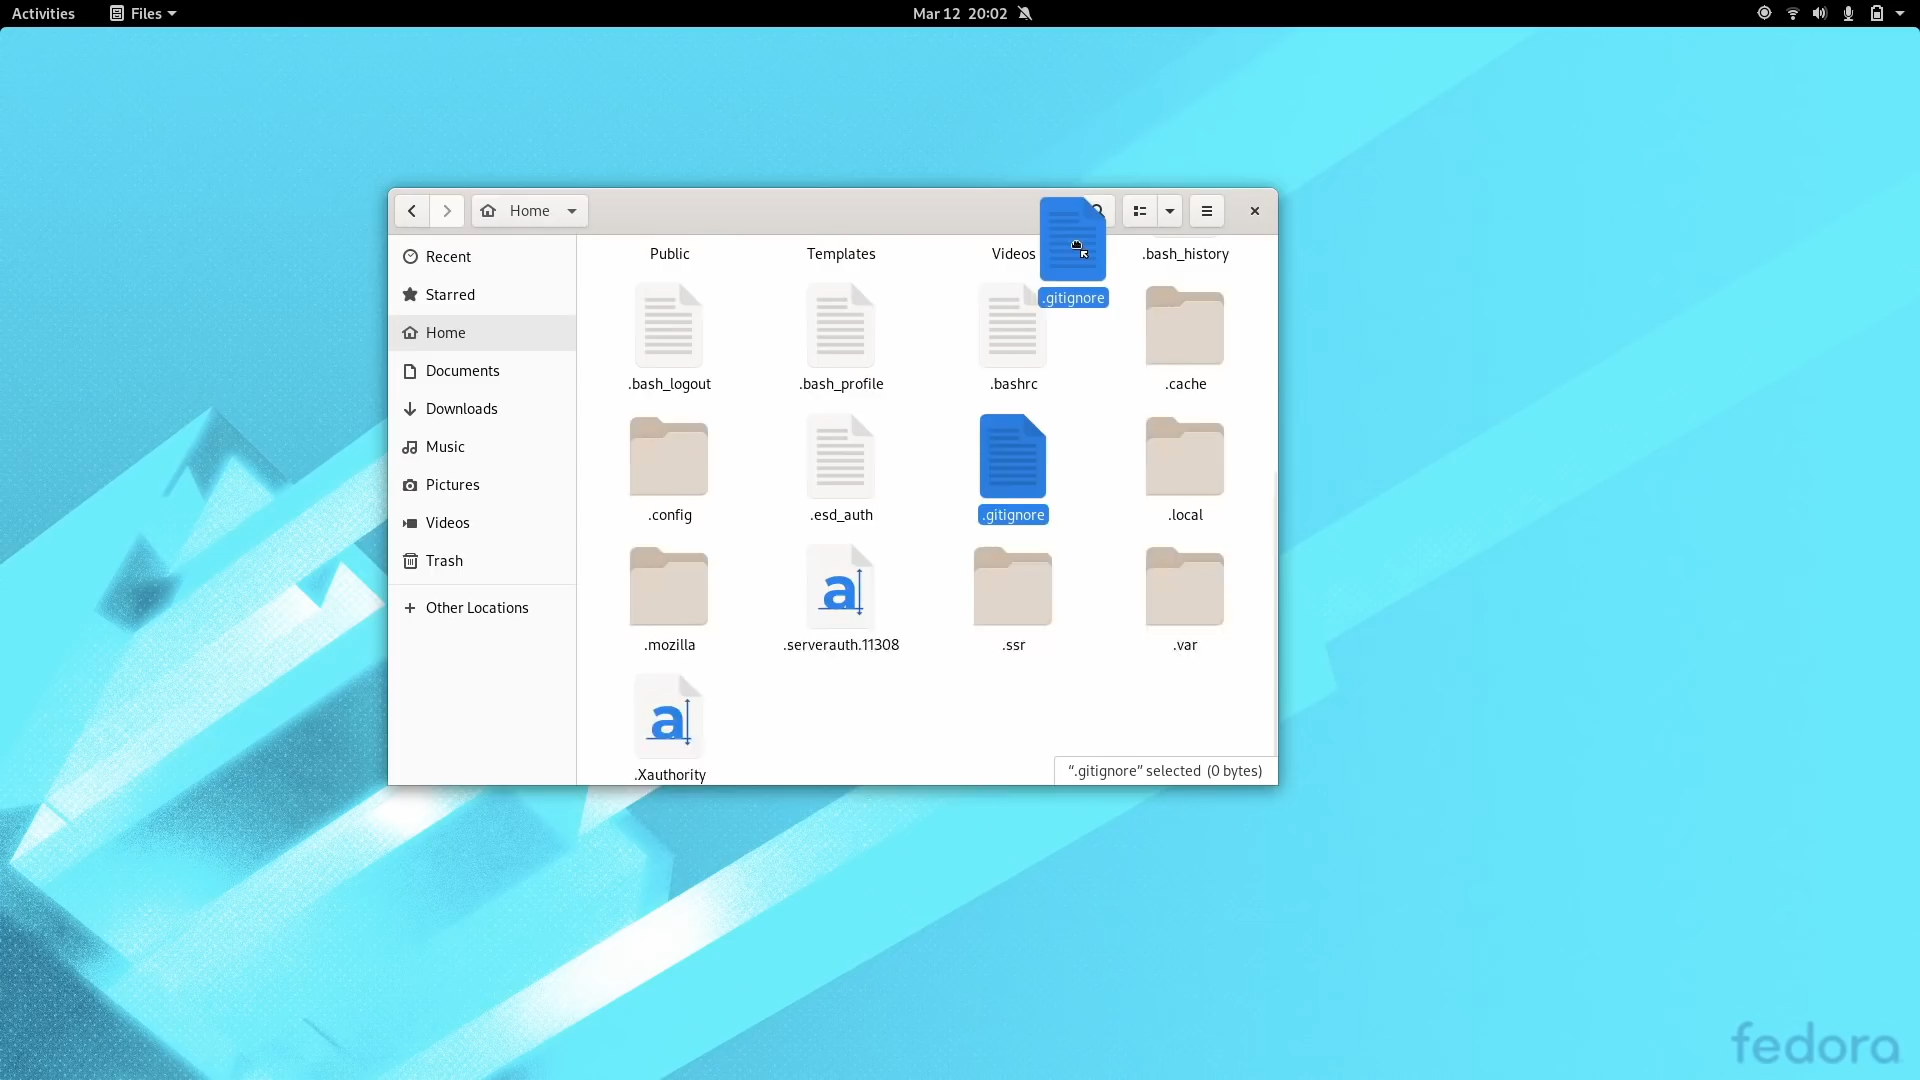 Activities Files Mar 12 20:02
Home
Recent
Starred
Home
Documents
Downloads
Music
Pictures
Videos
Trash
Other Locations
Public Templates Videos .bash_history
.gitignore
.bash_logout .bash_profile .bashrc .cache
.config .esd_auth .gitignore .local
.mozilla .serverauth.11308 .ssr .var
.Xauthority
“.gitignore” selected (0 bytes)
fedora